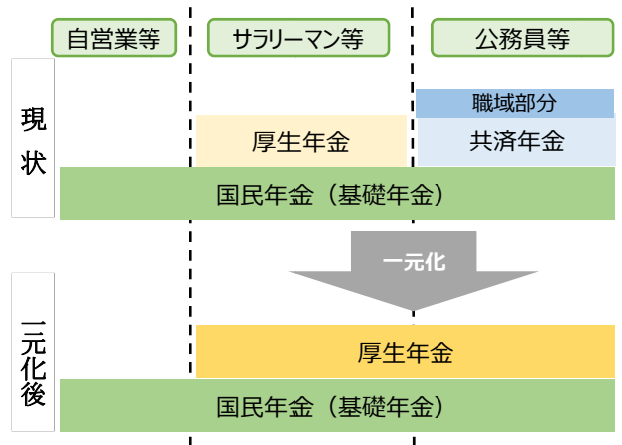 自営業等
サラリーマン等
公務員等
現状
職域部分
厚生年金
共済年金
国民年金（基礎年金）
一元化
一元化後
厚生年金
国民年金（基礎年金）